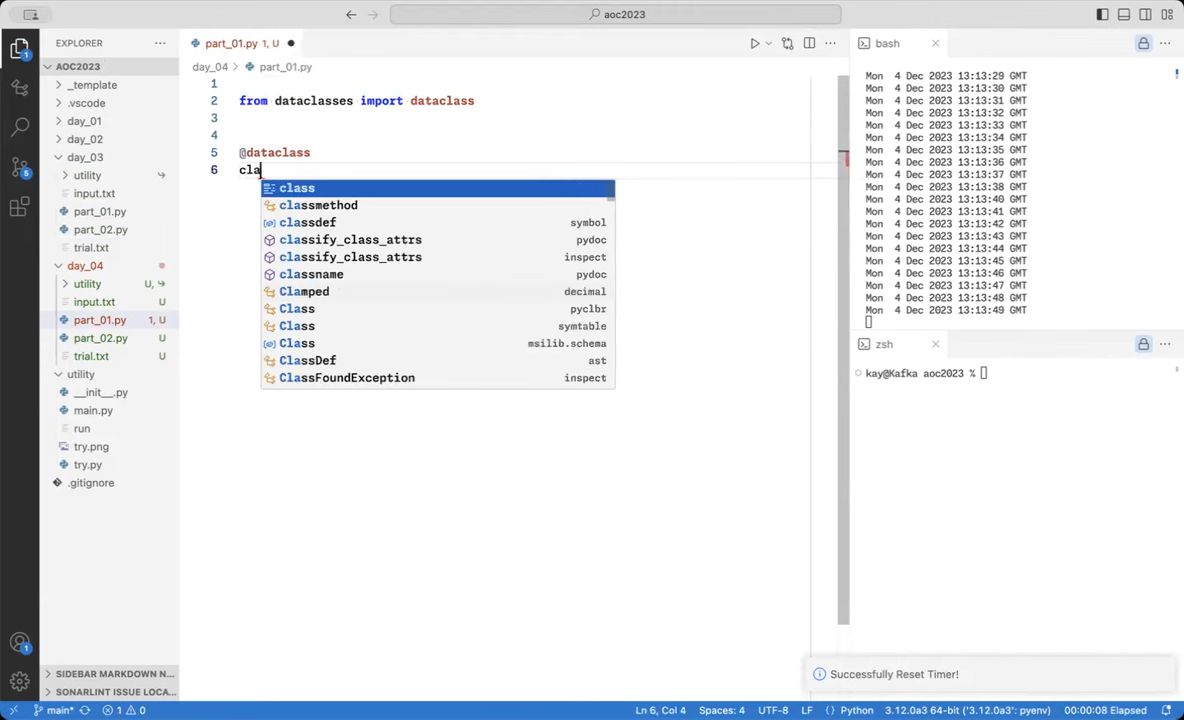 aoc2023
EXPLORER
AOC2023
_template
.vscode
day_01
day_02
day_03
utility
input.txt
part_01.py
part_02.py
trial.txt
day_04
utility U,
input.txt U
part_01.py 1, U
part_02.py U
trial.txt U
utility
__init__.py
main.py
run
try.png
try.py
.gitignore
SIDEBAR MARKDOWN N...
SONARLINT ISSUE LOCA...
1
5
1
part_01.py 1, U
day_04 > part_01.py
1
2 from dataclasses import dataclass
3
4
5 @dataclass
6 cla
class
classmethod
classdef symbol
classify_class_attrs pydoc
classify_class_attrs inspect
classname pydoc
Clamped decimal
Class pyclbr
Class symtable
Class msilib.schema
ClassDef ast
ClassFoundException inspect
bash
Mon 4 Dec 2023 13:13:29 GMT
Mon 4 Dec 2023 13:13:30 GMT
Mon 4 Dec 2023 13:13:31 GMT
Mon 4 Dec 2023 13:13:32 GMT
Mon 4 Dec 2023 13:13:33 GMT
Mon 4 Dec 2023 13:13:34 GMT
Mon 4 Dec 2023 13:13:35 GMT
Mon 4 Dec 2023 13:13:36 GMT
Mon 4 Dec 2023 13:13:37 GMT
Mon 4 Dec 2023 13:13:38 GMT
Mon 4 Dec 2023 13:13:39 GMT
Mon 4 Dec 2023 13:13:40 GMT
Mon 4 Dec 2023 13:13:42 GMT
Mon 4 Dec 2023 13:13:43 GMT
Mon 4 Dec 2023 13:13:44 GMT
Mon 4 Dec 2023 13:13:45 GMT
Mon 4 Dec 2023 13:13:46 GMT
Mon 4 Dec 2023 13:13:47 GMT
Mon 4 Dec 2023 13:13:48 GMT
Mon 4 Dec 2023 13:13:49 GMT
zsh
kay@Kafka aoc2023 %
Successfully Reset Timer!
main* 1 0 Ln 6, Col 4 Spaces: 4 UTF-8 LF Python 3.12.0a3 64-bit ('3.12.0a3': pyenv) 00:00:08 Elapsed